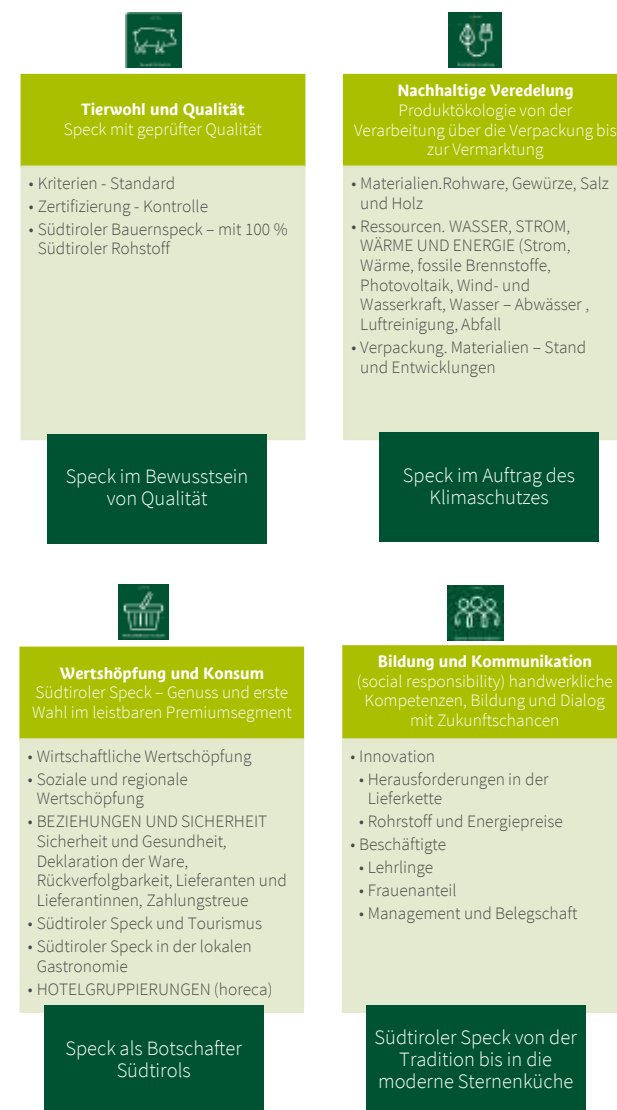 Tierwohl und Qualität
Speck mit geprüfter Qualität
• Kriterien - Standard
• Zertifizierung - Kontrolle
• Südtiroler Bauernspeck – mit 100 %
Südtiroler Rohstoff
Speck im Bewusstsein
von Qualität
Nachhaltige Veredelung
Produktökologie von der
Verarbeitung über die Verpackung bis
zur Vermarktung
• Materialien.Rohware, Gewürze, Salz
und Holz
• Ressourcen. WASSER, STROM,
WÄRME UND ENERGIE (Strom,
Wärme, fossile Brennstoffe,
Photovoltaik, Wind- und
Wasserkraft, Wasser – Abwässer ,
Luftreinigung, Abfall
• Verpackung. Materialien – Stand
und Entwicklungen
Speck im Auftrag des
Klimaschutzes
Wertshöpfung und Konsum
Südtiroler Speck – Genuss und erste
Wahl im leistbaren Premiumsegment
• Wirtschaftliche Wertschöpfung
• Soziale und regionale
Wertschöpfung
• BEZIEHUNGEN UND SICHERHEIT
Sicherheit und Gesundheit,
Deklaration der Ware,
Rückverfolgbarkeit, Lieferanten und
Lieferantinnen, Zahlungstreue
• Südtiroler Speck und Tourismus
• Südtiroler Speck in der lokalen
Gastronomie
• HOTELGRUPPIERUNGEN (horeca)
Speck als Botschafter
Südtirols
Bildung und Kommunikation
(social responsibility) handwerkliche
Kompetenzen, Bildung und Dialog
mit Zukunftschancen
• Innovation
• Herausforderungen in der
Lieferkette
• Rohrstoff und Energiepreise
• Beschäftigte
• Lehrlinge
• Frauenanteil
• Management und Belegschaft
Südtiroler Speck von der
Tradition bis in die
moderne Sternenküche